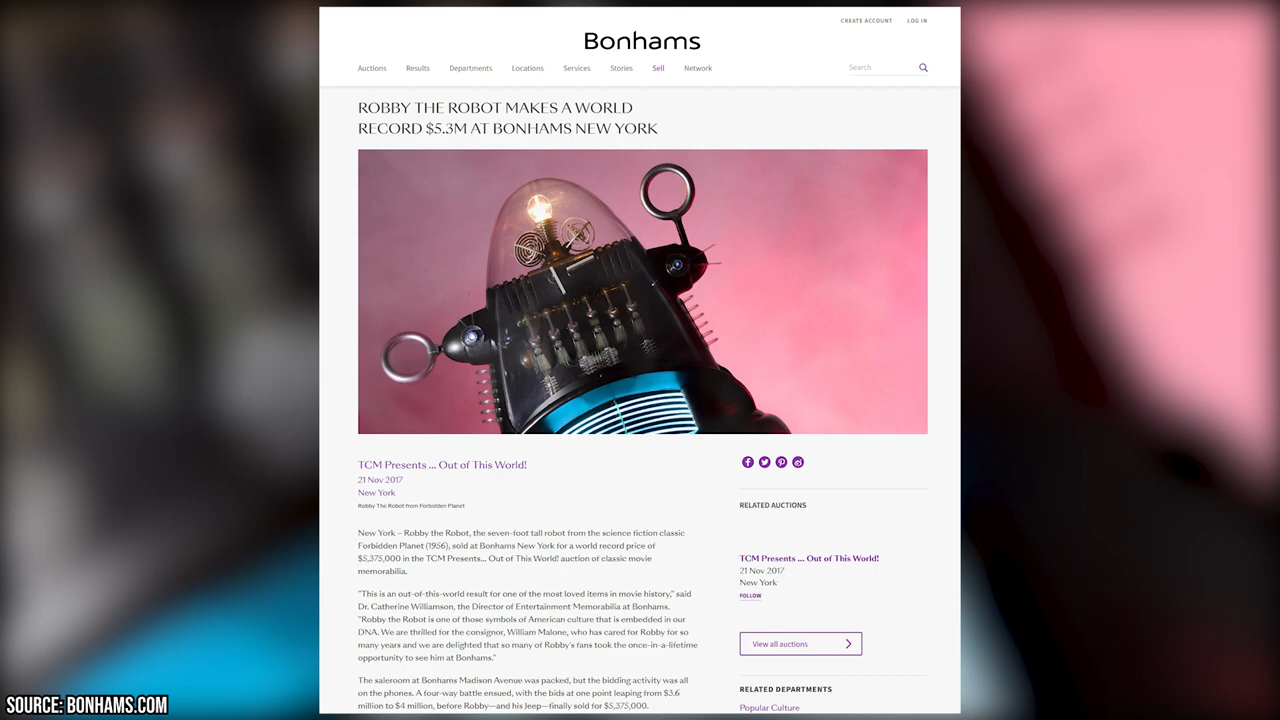 CREATE ACCOUNT LOG IN
Bonhams
Auctions Results Departments Locations Services Stories Sell Network Search
ROBBY THE ROBOT MAKES A WORLD
RECORD $5.3M AT BONHAMS NEW YORK
TCM Presents ... Out of This World!
21 Nov 2017
New York
Robby The Robot from Forbidden Planet
New York – Robby the Robot, the seven-foot tall robot from the science fiction classic
Forbidden Planet (1956), sold at Bonhams New York for a world record price of
$5,375,000 in the TCM Presents... Out of This World! auction of classic movie
memorabilia.
"This is an out-of-this-world result for one of the most loved items in movie history," said
Dr. Catherine Williamson, the Director of Entertainment Memorabilia at Bonhams.
"Robby the Robot is one of those symbols of American culture that is embedded in our
DNA. We are thrilled for the consignor, William Malone, who has cared for Robby for so
many years and we are delighted that so many of Robby's fans took the once-in-a-lifetime
opportunity to see him at Bonhams."
The saleroom at Bonhams Madison Avenue was packed, but the bidding activity was all
on the phones. A four-way battle ensued, with the bids at one point leaping from $3.6
million to $4 million, before Robby—and his Jeep—finally sold for $5,375,000.
RELATED AUCTIONS
TCM Presents ... Out of This World!
21 Nov 2017
New York
FOLLOW
View all auctions
RELATED DEPARTMENTS
Popular Culture
SOURCE: BONHAMS.COM